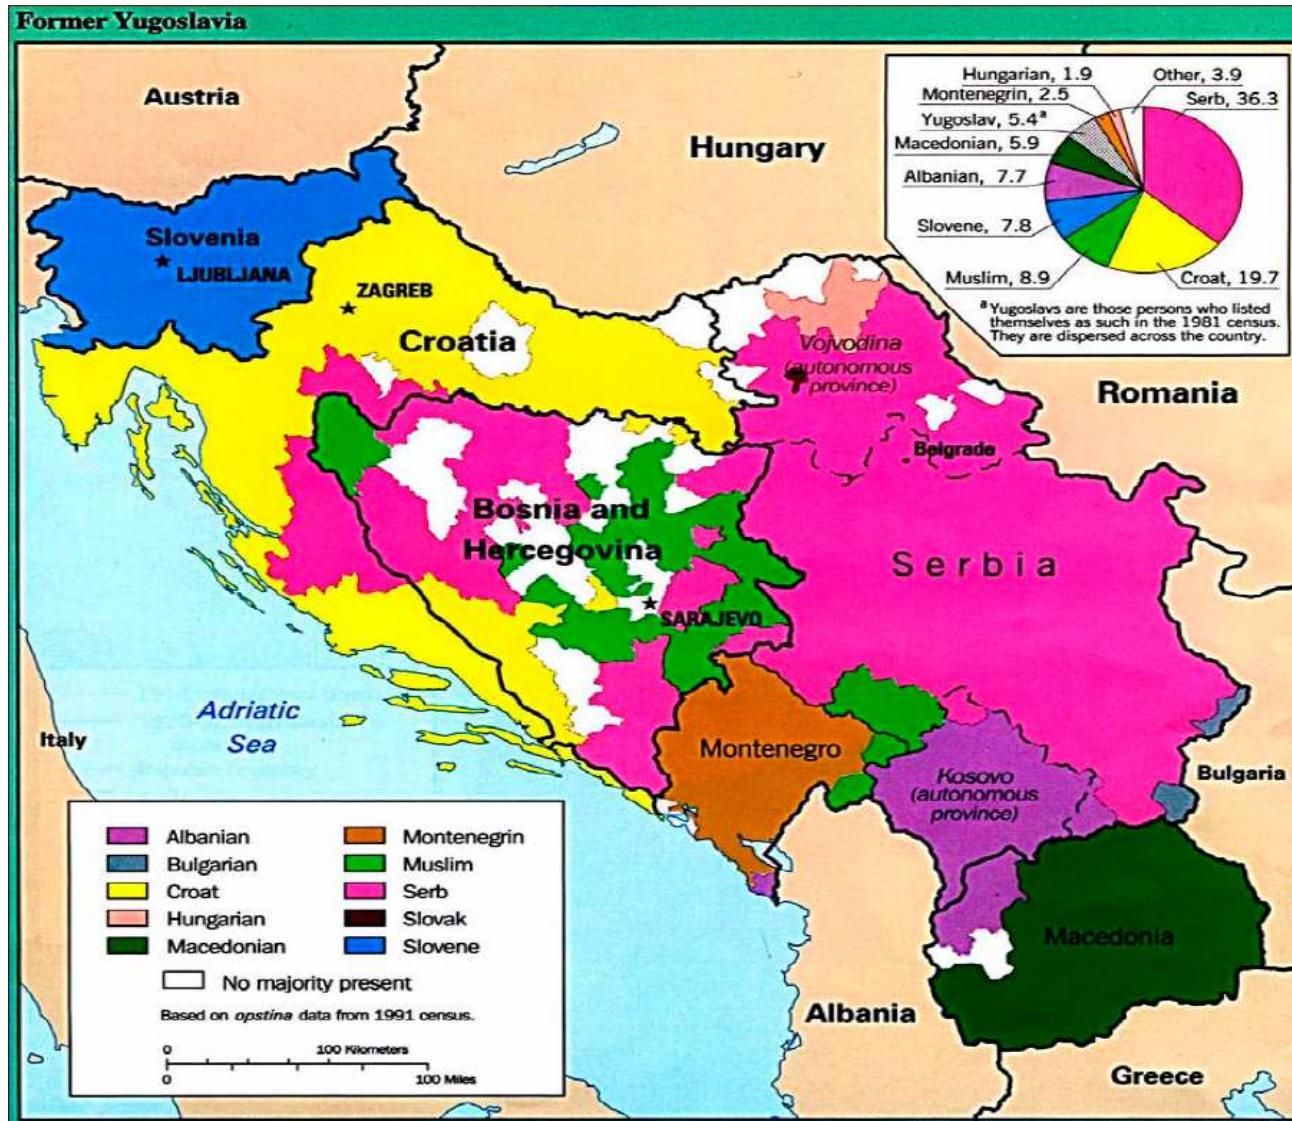 Former Yugoslavia
Austria
Hungary
Hungarian, 1.9
Other, 3.9
Montenegrin, 2.5
Serb, 36.3
Yugoslav, 5.4ᵃ
Macedonian, 5.9
Albanian, 7.7
Slovene, 7.8
Muslim, 8.9
Croat, 19.7
ᵃ Yugoslavs are those persons who listed
themselves as such in the 1981 census.
They are dispersed across the country.
Slovenia
LJUBLJANA
ZAGREB
Croatia
Vojvodina
(autonomous
province)
Romania
Belgrade
Bosnia and
Hercegovina
Serbia
SARAJEVO
Adriatic
Sea
Italy
Montenegro
Kosovo
(autonomous
province)
Bulgaria
Macedonia
Albania
Greece
Albanian
Bulgarian
Croat
Hungarian
Macedonian
Montenegrin
Muslim
Serb
Slovak
Slovene
No majority present
Based on opstina data from 1991 census.
0 100 Kilometers
0 100 Miles